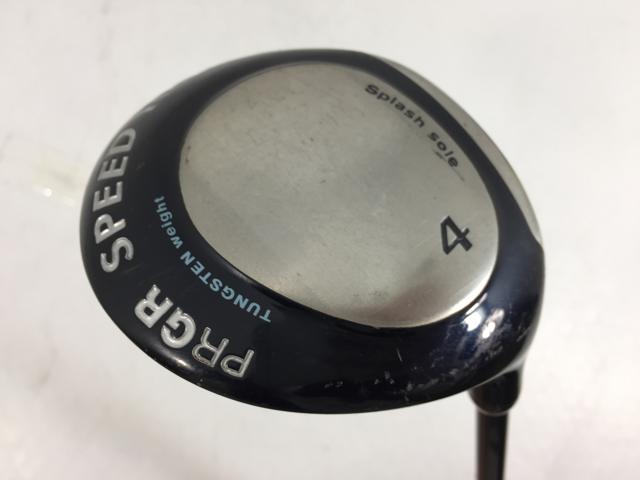 PRGR SPEED
TUNGSTEN weight
Splash sole
4